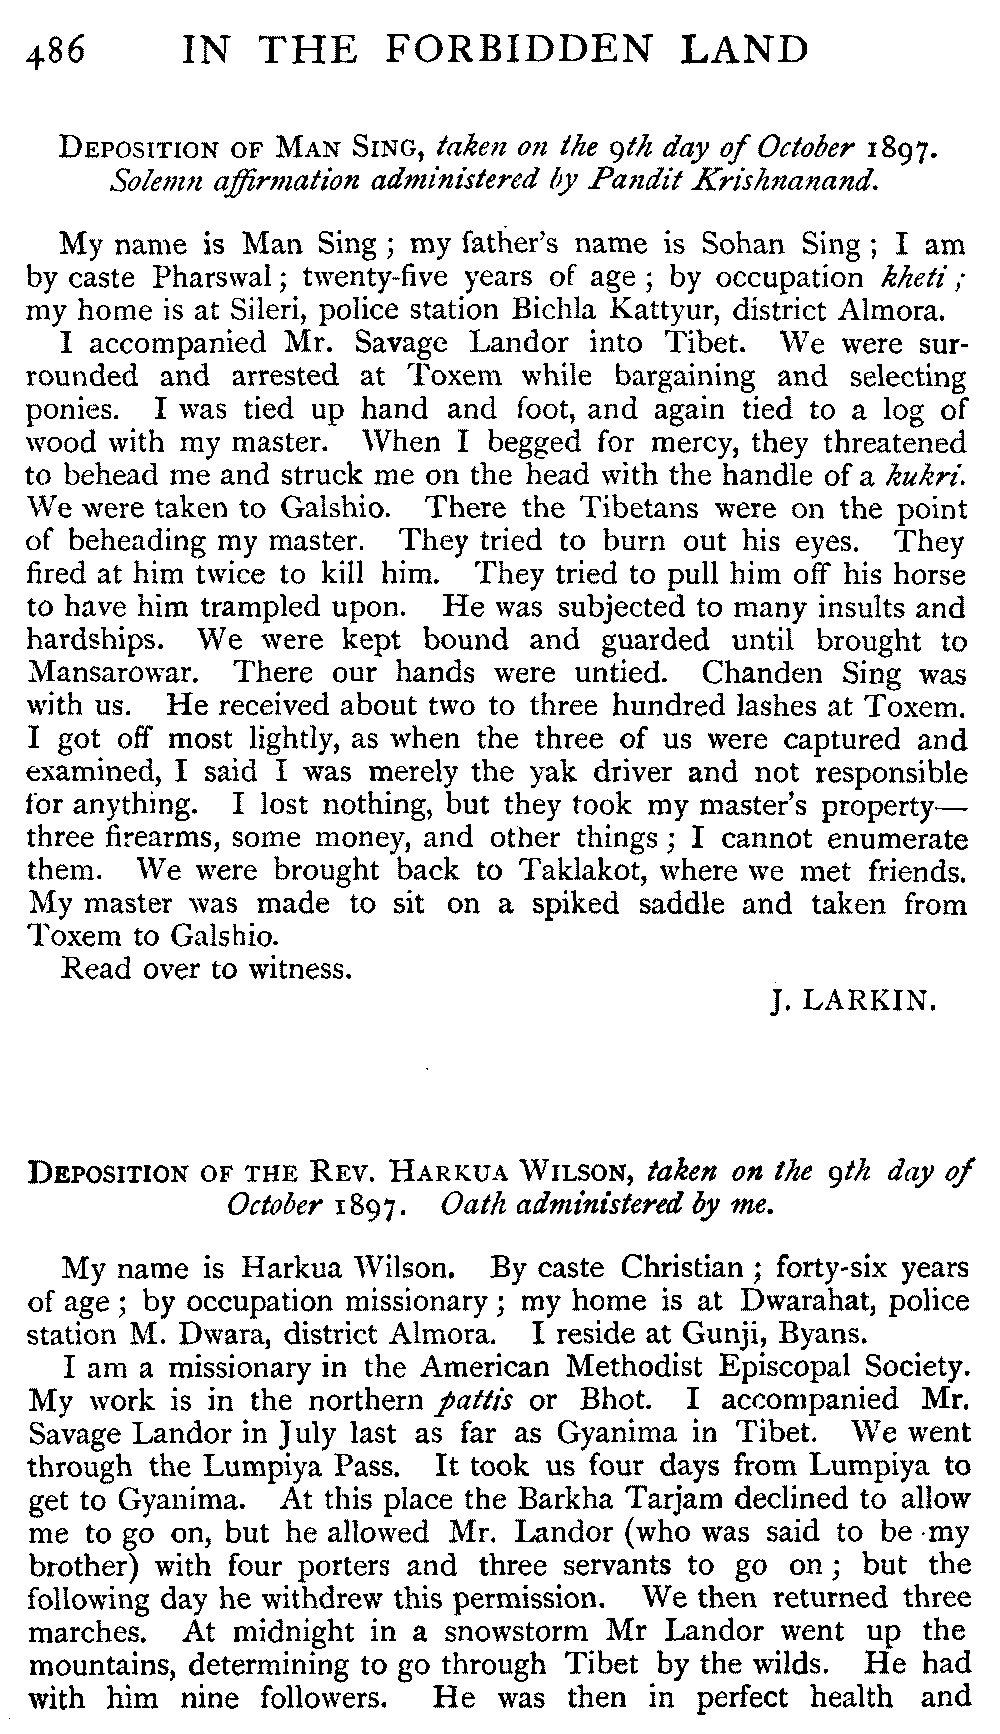 486 IN THE FORBIDDEN LAND
DEPOSITION OF MAN SING, taken on the 9th day of October 1897.
Solemn affirmation administered by Pandit Krishnanand.
My name is Man Sing ; my father's name is Sohan Sing ; I am
by caste Pharswal ; twenty-five years of age ; by occupation kheti ;
my home is at Sileri, police station Bichla Kattyur, district Almora.
I accompanied Mr. Savage Landor into Tibet. We were sur-
rounded and arrested at Toxem while bargaining and selecting
ponies. I was tied up hand and foot, and again tied to a log of
wood with my master. When I begged for mercy, they threatened
to behead me and struck me on the head with the handle of a kukri.
We were taken to Galshio. There the Tibetans were on the point
of beheading my master. They tried to burn out his eyes. They
fired at him twice to kill him. They tried to pull him off his horse
to have him trampled upon. He was subjected to many insults and
hardships. We were kept bound and guarded until brought to
Mansarowar. There our hands were untied. Chanden Sing was
with us. He received about two to three hundred lashes at Toxem.
I got off most lightly, as when the three of us were captured and
examined, I said I was merely the yak driver and not responsible
for anything. I lost nothing, but they took my master's property—
three firearms, some money, and other things ; I cannot enumerate
them. We were brought back to Taklakot, where we met friends.
My master was made to sit on a spiked saddle and taken from
Toxem to Galshio.
Read over to witness.
J. LARKIN.
DEPOSITION OF THE REV. HARKUA WILSON, taken on the 9th day of
October 1897. Oath administered by me.
My name is Harkua Wilson. By caste Christian ; forty-six years
of age ; by occupation missionary ; my home is at Dwarahat, police
station M. Dwara, district Almora. I reside at Gunji, Byans.
I am a missionary in the American Methodist Episcopal Society.
My work is in the northern pattis or Bhot. I accompanied Mr.
Savage Landor in July last as far as Gyanima in Tibet. We went
through the Lumpiya Pass. It took us four days from Lumpiya to
get to Gyanima. At this place the Barkha Tarjam declined to allow
me to go on, but he allowed Mr. Landor (who was said to be my
brother) with four porters and three servants to go on ; but the
following day he withdrew this permission. We then returned three
marches. At midnight in a snowstorm Mr Landor went up the
mountains, determining to go through Tibet by the wilds. He had
with him nine followers. He was then in perfect health and